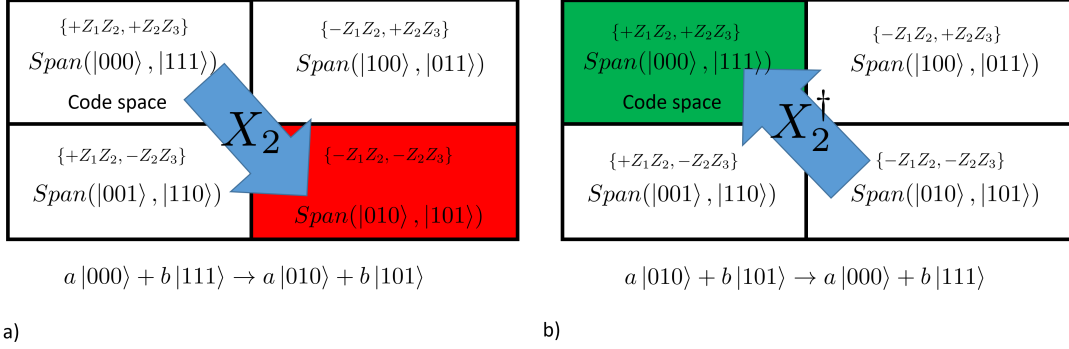 {+Z₁Z₂, +Z₂Z₃}
Span(|000⟩, |111⟩)
Code space
{−Z₁Z₂, +Z₂Z₃}
Span(|100⟩, |011⟩)
X₂
{+Z₁Z₂, −Z₂Z₃}
Span(|001⟩, |110⟩)
{−Z₁Z₂, −Z₂Z₃}
Span(|010⟩, |101⟩)
a|000⟩ + b|111⟩ → a|010⟩ + b|101⟩
a)
{+Z₁Z₂, +Z₂Z₃}
Span(|000⟩, |111⟩)
Code space
{−Z₁Z₂, +Z₂Z₃}
Span(|100⟩, |011⟩)
X₂†
{+Z₁Z₂, −Z₂Z₃}
Span(|001⟩, |110⟩)
{−Z₁Z₂, −Z₂Z₃}
Span(|010⟩, |101⟩)
a|010⟩ + b|101⟩ → a|000⟩ + b|111⟩
b)